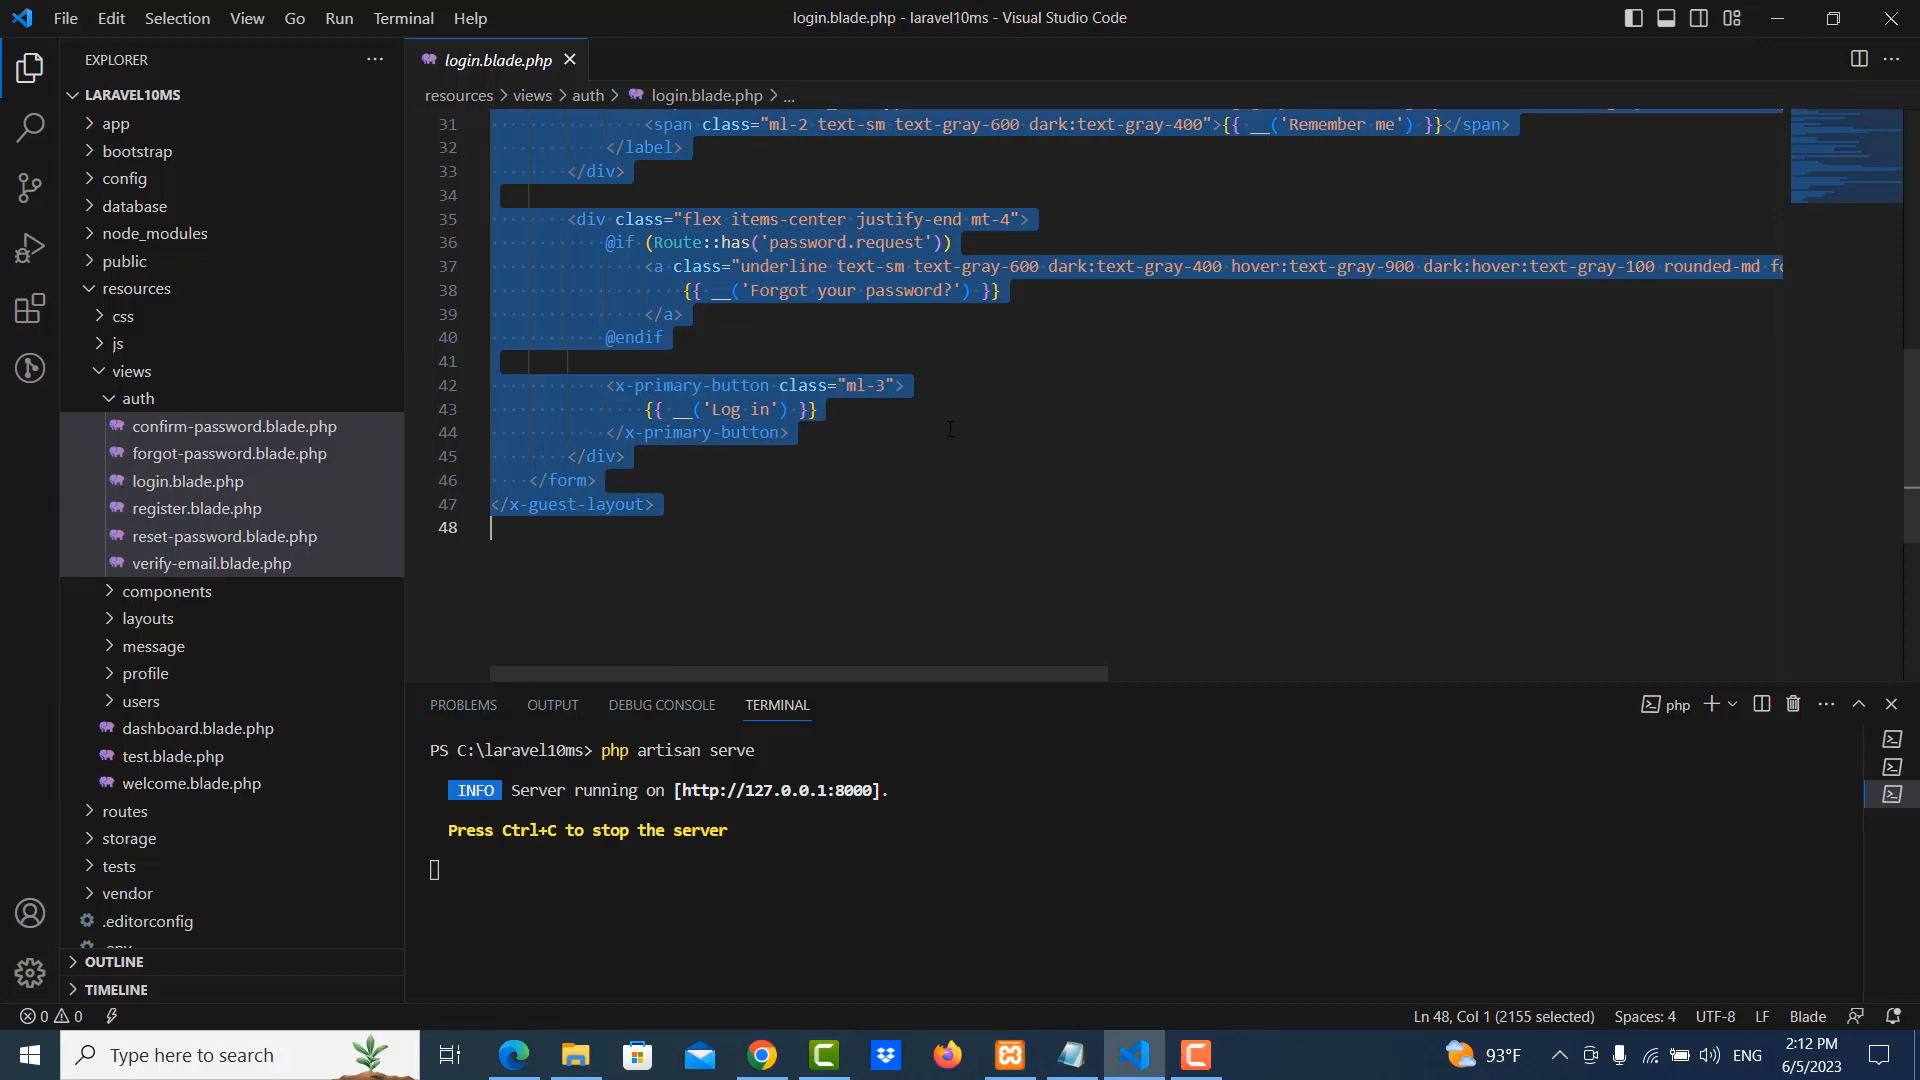 File Edit Selection View Go Run Terminal Help
login.blade.php - laravel10ms - Visual Studio Code
EXPLORER
LARAVEL10MS
app
bootstrap
config
database
node_modules
public
resources
css
js
views
auth
confirm-password.blade.php
forgot-password.blade.php
login.blade.php
register.blade.php
reset-password.blade.php
verify-email.blade.php
components
layouts
message
profile
users
dashboard.blade.php
test.blade.php
welcome.blade.php
routes
storage
tests
vendor
.editorconfig
.env
OUTLINE
TIMELINE
login.blade.php
resources > views > auth > login.blade.php > ...
31 <span class="ml-2 text-sm text-gray-600 dark:text-gray-400">{{ __('Remember me') }}</span>
32 </label>
33 </div>
34
35 <div class="flex items-center justify-end mt-4">
36 @if (Route::has('password.request'))
37 <a class="underline text-sm text-gray-600 dark:text-gray-400 hover:text-gray-900 dark:hover:text-gray-100 rounded-md
38 {{ __('Forgot your password?') }}
39 </a>
40 @endif
41
42 <x-primary-button class="ml-3">
43 {{ __('Log in') }}
44 </x-primary-button>
45 </div>
46 </form>
47 </x-guest-layout>
48
PROBLEMS OUTPUT DEBUG CONSOLE TERMINAL
php
PS C:\laravel10ms> php artisan serve
INFO Server running on [http://127.0.0.1:8000].
Press Ctrl+C to stop the server
0 0
Ln 48, Col 1 (2155 selected) Spaces: 4 UTF-8 LF Blade
Type here to search
93°F
ENG
2:12 PM
6/5/2023